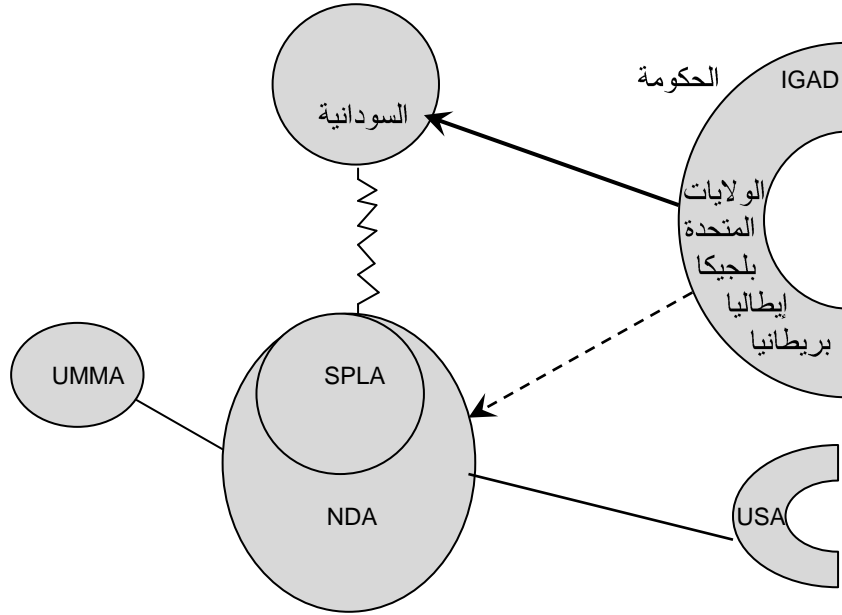 الحكومة
IGAD
السودانية
الولايات
المتحدة
بلجيكا
إيطاليا
بريطانيا
UMMA
SPLA
NDA
USA